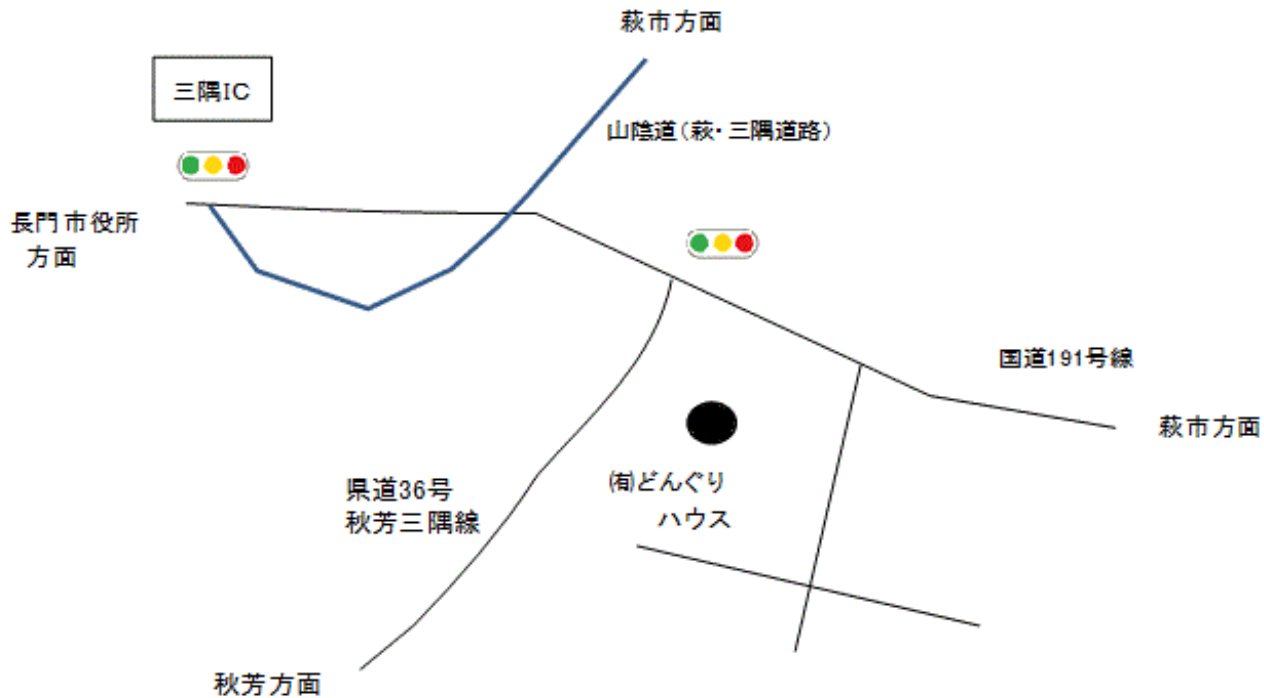 萩市方面
三隅IC
山陰道(萩・三隅道路)
長門市役所
方面
国道191号線
萩市方面
県道36号
秋芳三隅線
㈲どんぐり
ハウス
秋芳方面